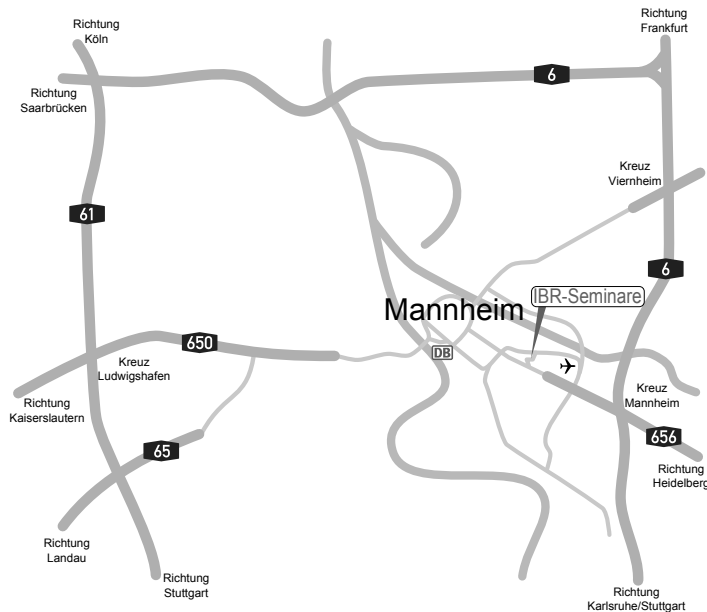 Richtung
Köln
Richtung
Frankfurt
Richtung
Saarbrücken
6
Kreuz
Viernheim
61
6
IBR-Seminare
Mannheim
650
DB
Kreuz
Ludwigshafen
Kreuz
Mannheim
Richtung
Kaiserslautern
656
65
Richtung
Heidelberg
Richtung
Landau
Richtung
Stuttgart
Richtung
Karlsruhe/Stuttgart